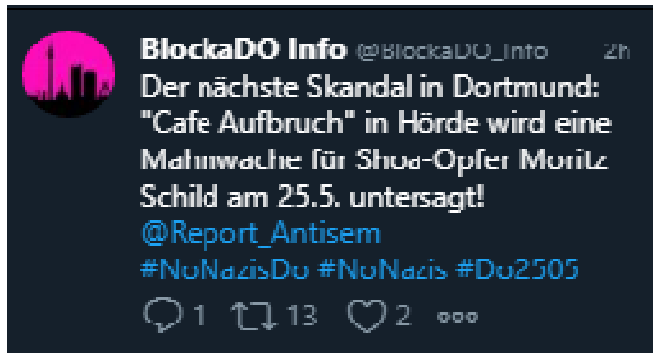 BlockaDO Info @BlockaDO_Info 2h
Der nächste Skandal in Dortmund:
"Cafe Aufbruch" in Hörde wird eine
Mahnwache für Shoa-Opfer Moritz
Schild am 25.5. untersagt!
@Report_Antisem
#NoNazisDo #NoNazis #Do2505
1 13 2